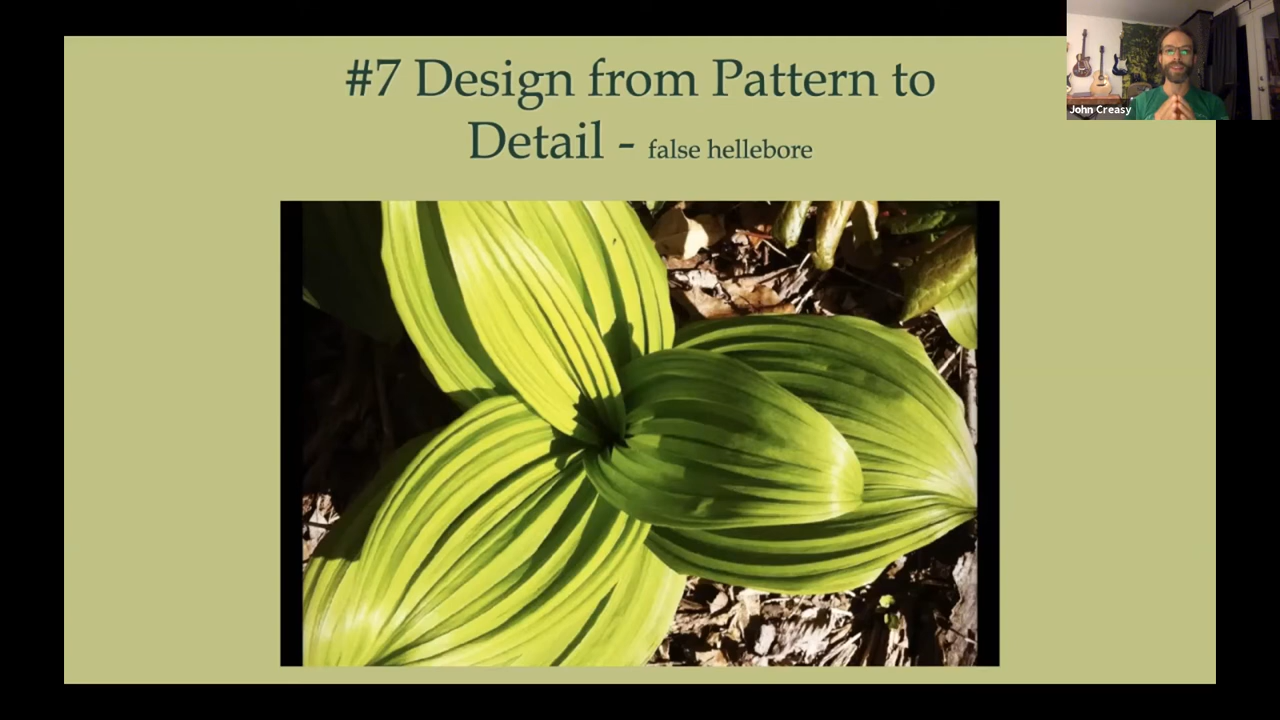 #7 Design from Pattern to
Detail - false hellebore
John Creasy